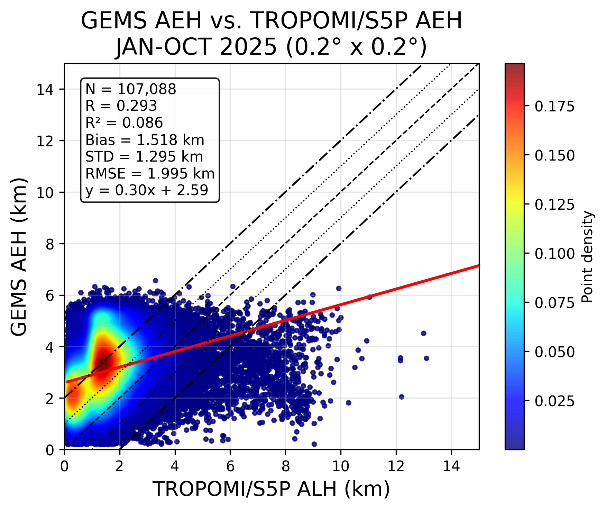 GEMS AEH vs. TROPOMI/S5P AEH
JAN-OCT 2025 (0.2° x 0.2°)
N = 107,088
R = 0.293
R² = 0.086
Bias = 1.518 km
STD = 1.295 km
RMSE = 1.995 km
y = 0.30x + 2.59
GEMS AEH (km)
14
12
10
8
6
4
2
0
0 2 4 6 8 10 12 14
TROPOMI/S5P ALH (km)
0.175
0.150
0.125
0.100
0.075
0.050
0.025
Point density